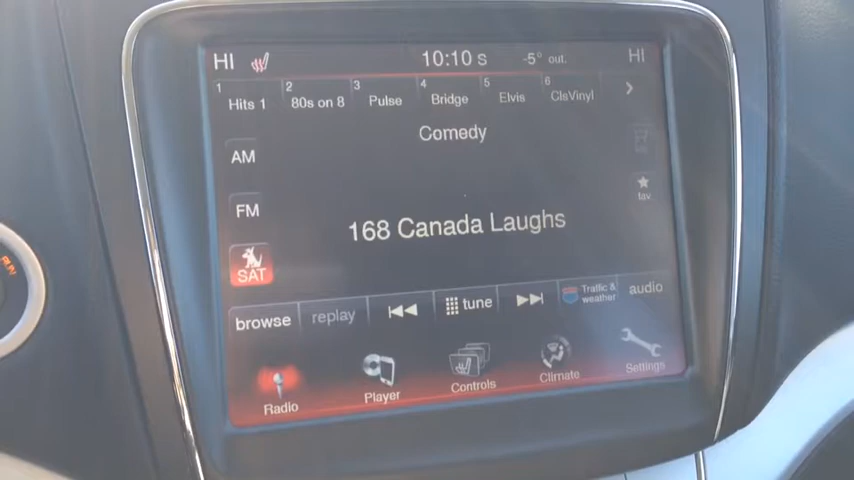 HI 10:10 S -5° out. HI
1 Hits 1 2 80s on 8 3 Pulse 4 Bridge 5 Elvis 6 ClsVinyl >
Comedy
AM
FM
fav
168 Canada Laughs
SAT
browse replay tune Traffic & weather audio
Radio Player Controls Climate Settings
RUN